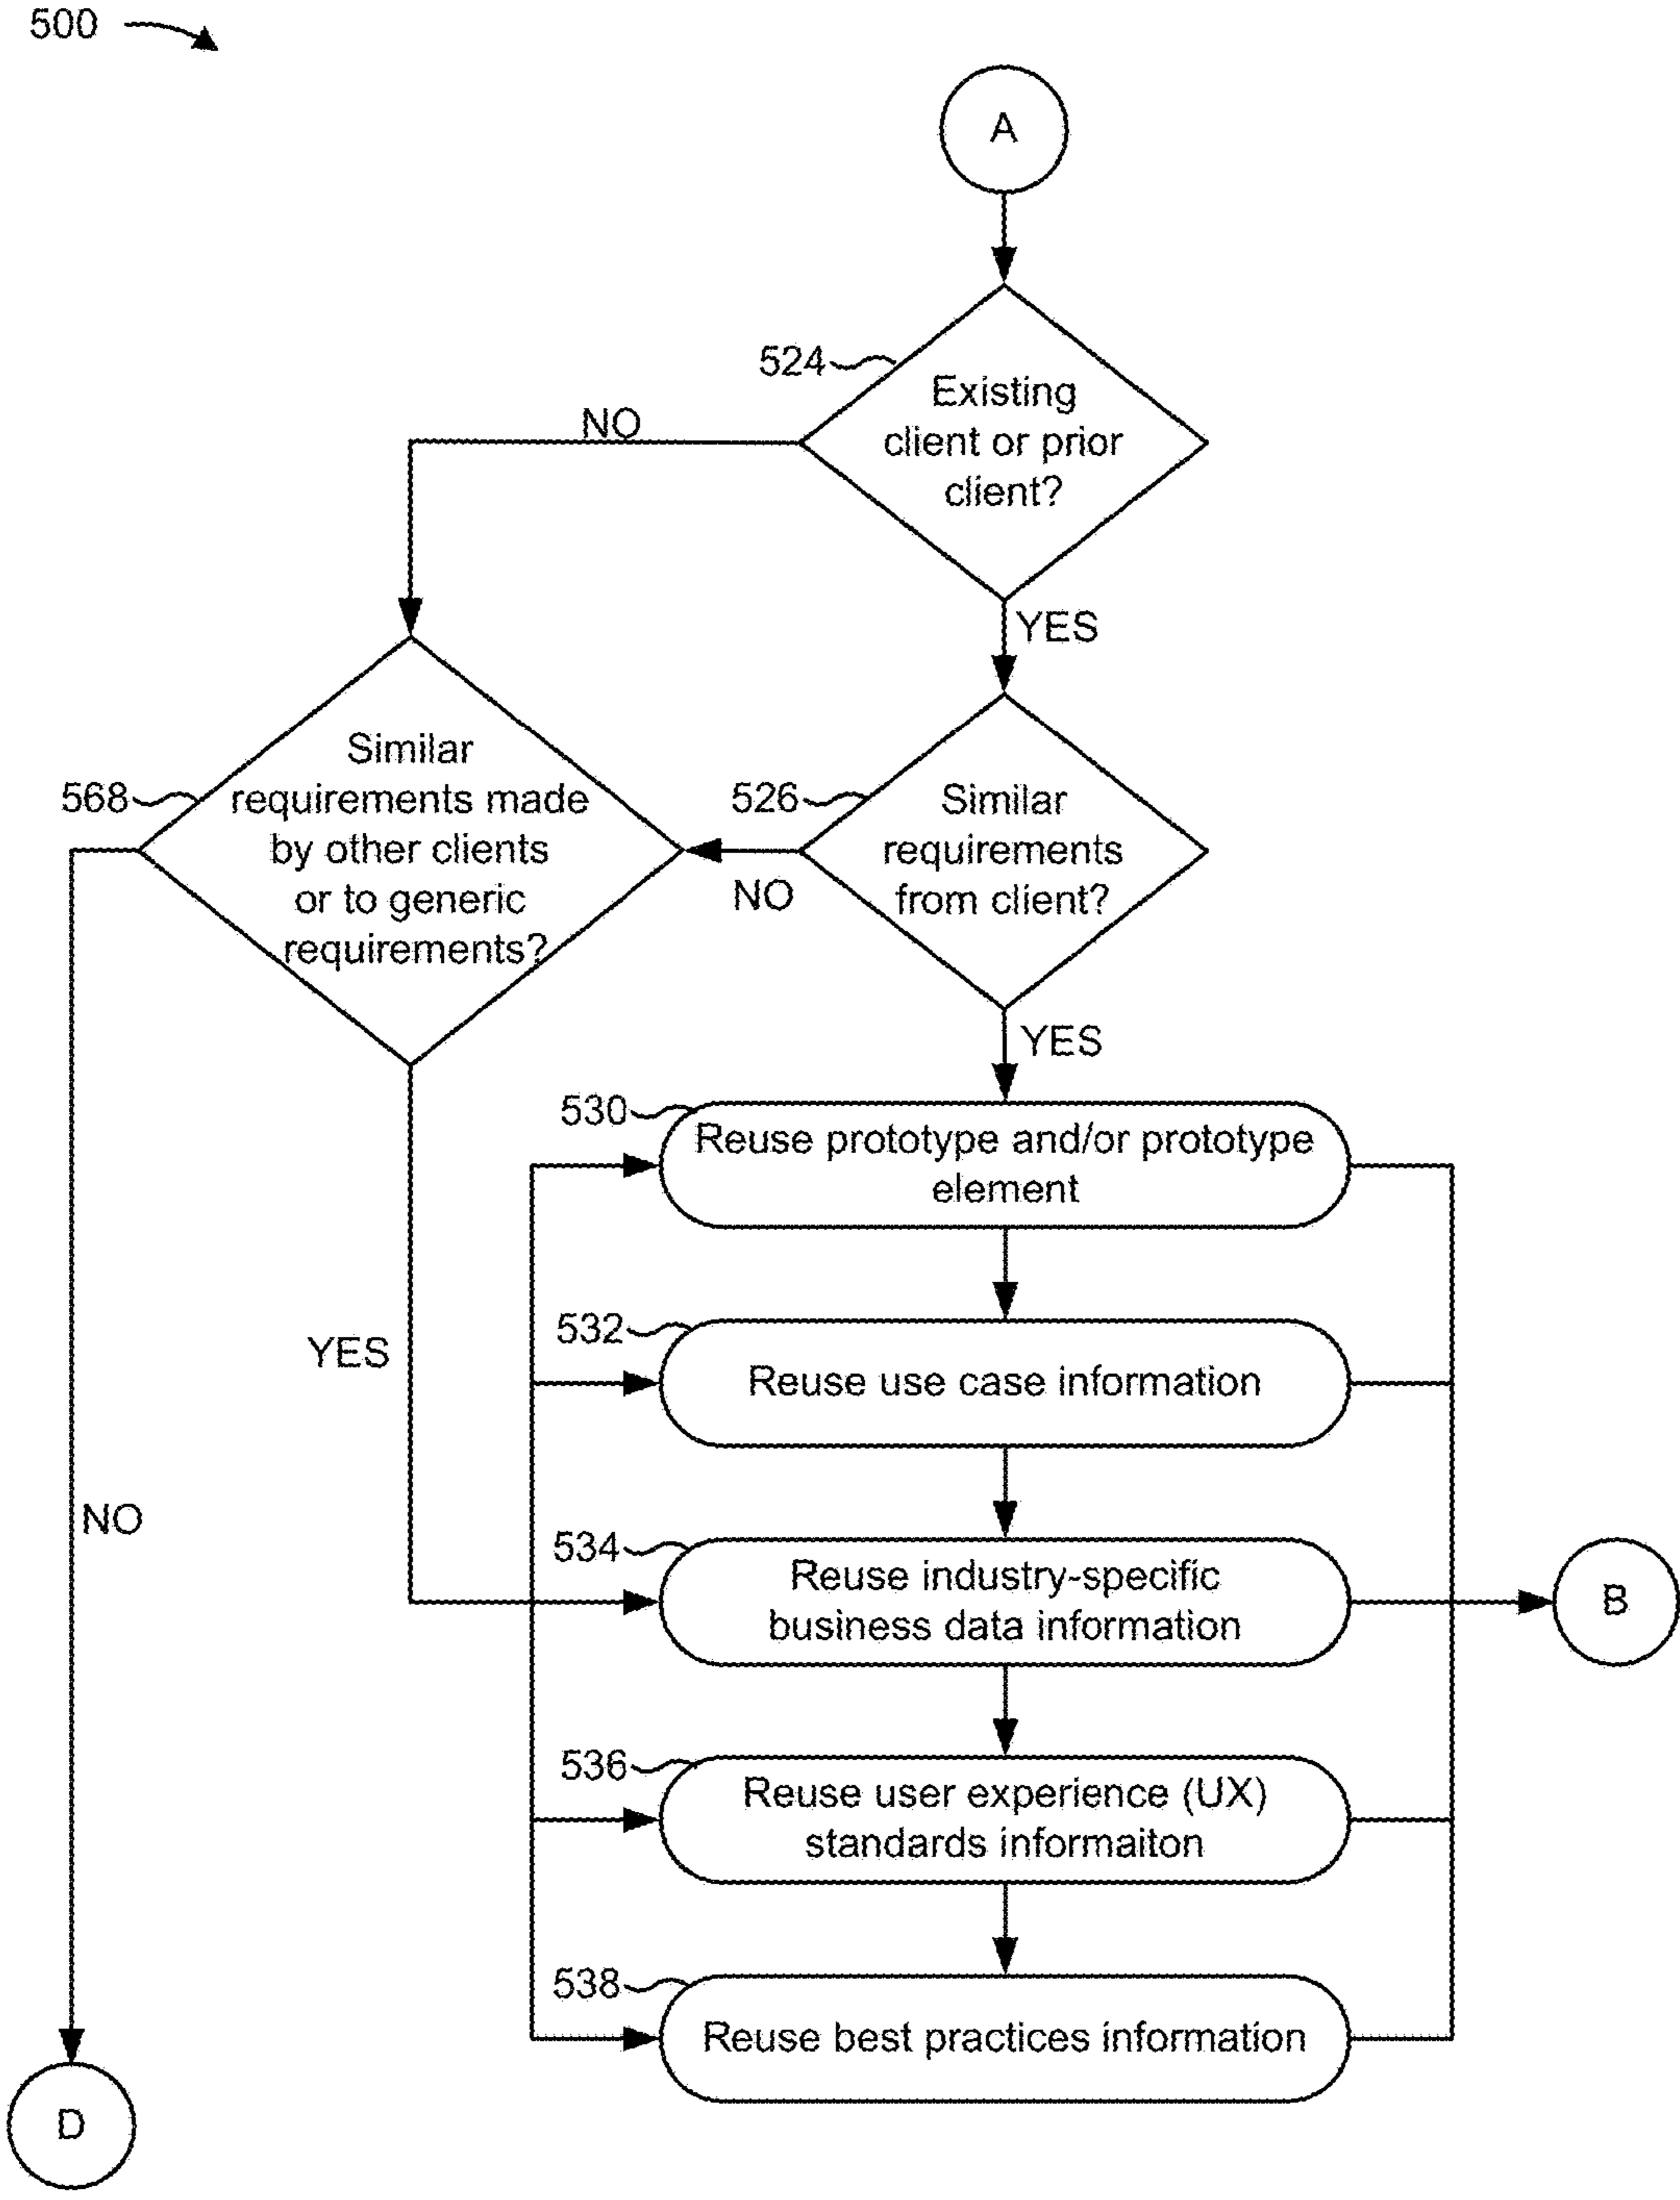 500
A
524
Existing
client or prior
client?
NO
YES
568
Similar
requirements made
by other clients
or to generic
requirements?
526
Similar
requirements
from client?
NO
YES
530
Reuse prototype and/or prototype
element
532
Reuse use case information
YES
NO
534
Reuse industry-specific
business data information
B
536
Reuse user experience (UX)
standards informaiton
538
Reuse best practices information
D